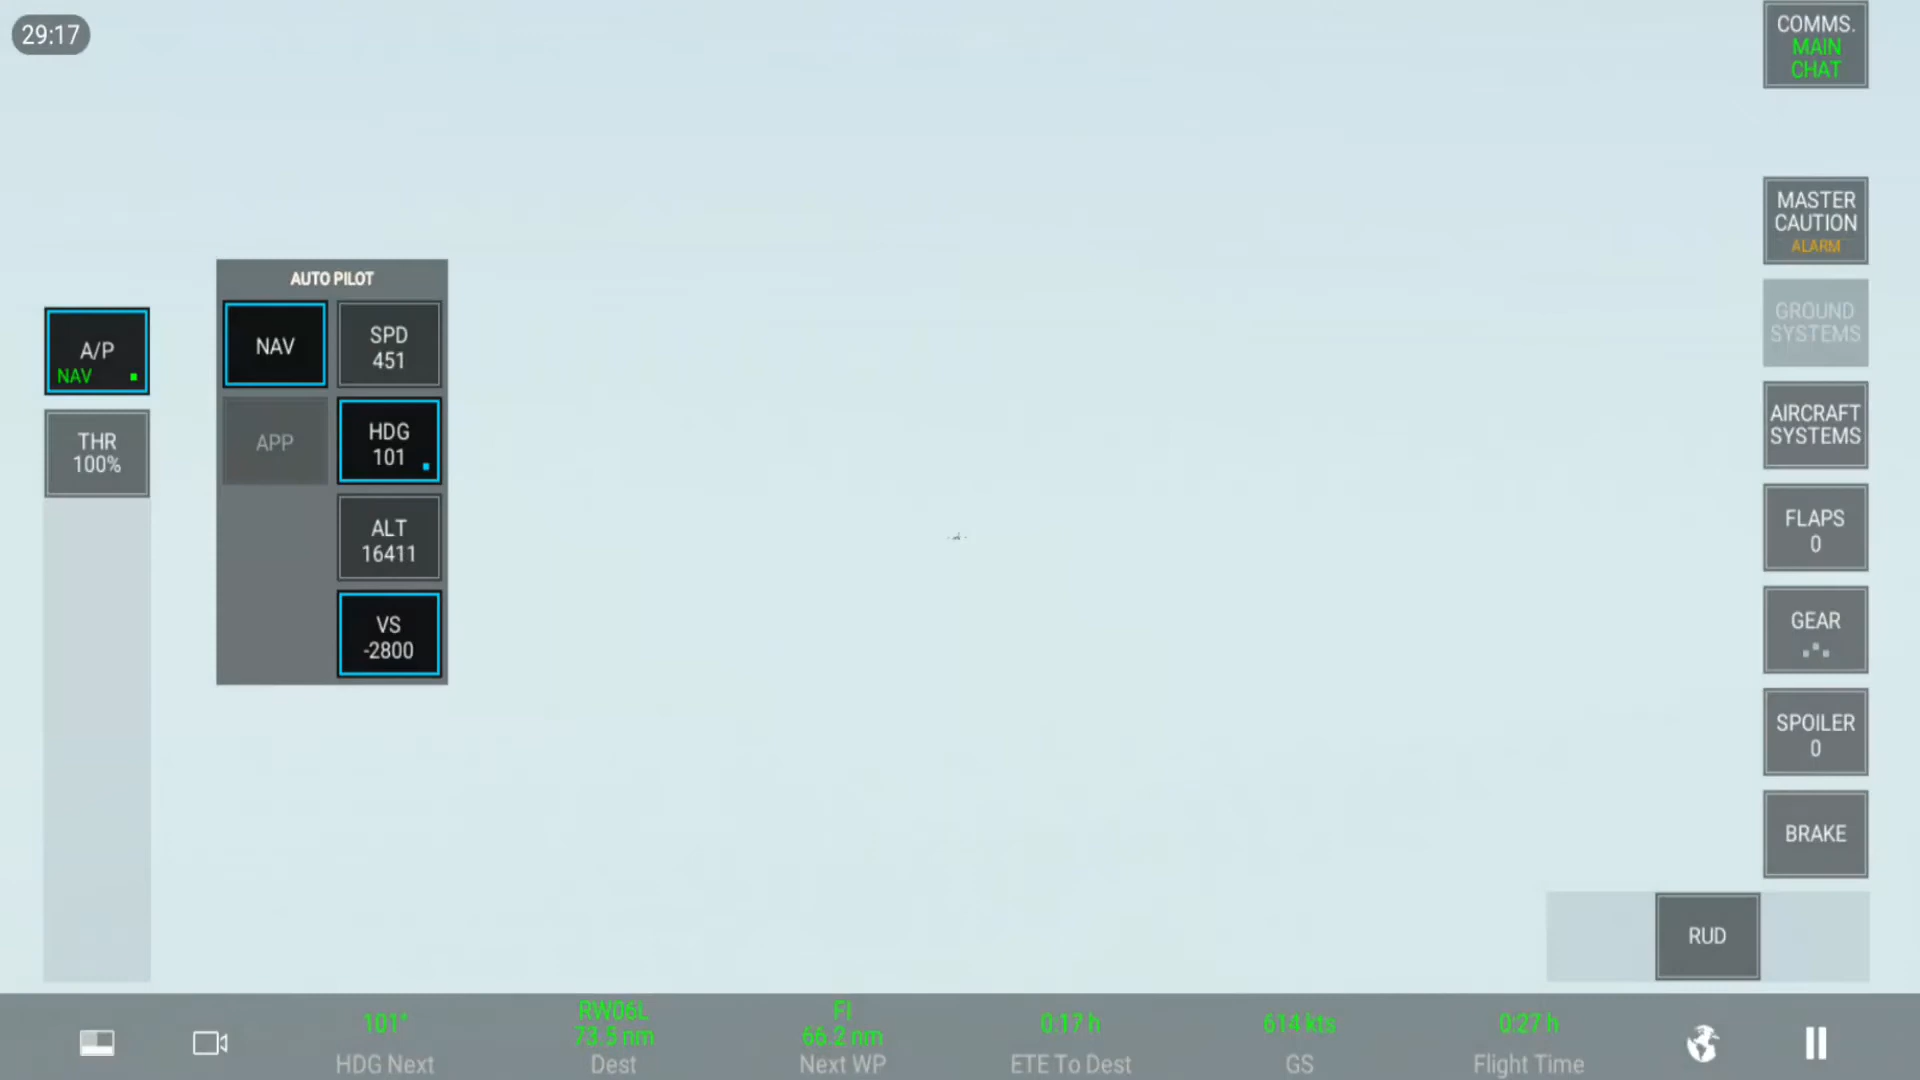 29:17
COMMS.
MAIN
CHAT
MASTER
CAUTION
ALARM
AUTO PILOT
NAV
SPD
451
A/P
NAV
GROUND
SYSTEMS
APP
HDG
101
THR
100%
AIRCRAFT
SYSTEMS
ALT
16411
FLAPS
0
VS
-2800
GEAR
SPOILER
0
BRAKE
RUD
101°
HDG Next
RW06L
73.5 nm
Dest
FI
66.2 nm
Next WP
0:17 h
ETE To Dest
614 kts
GS
0:27 h
Flight Time